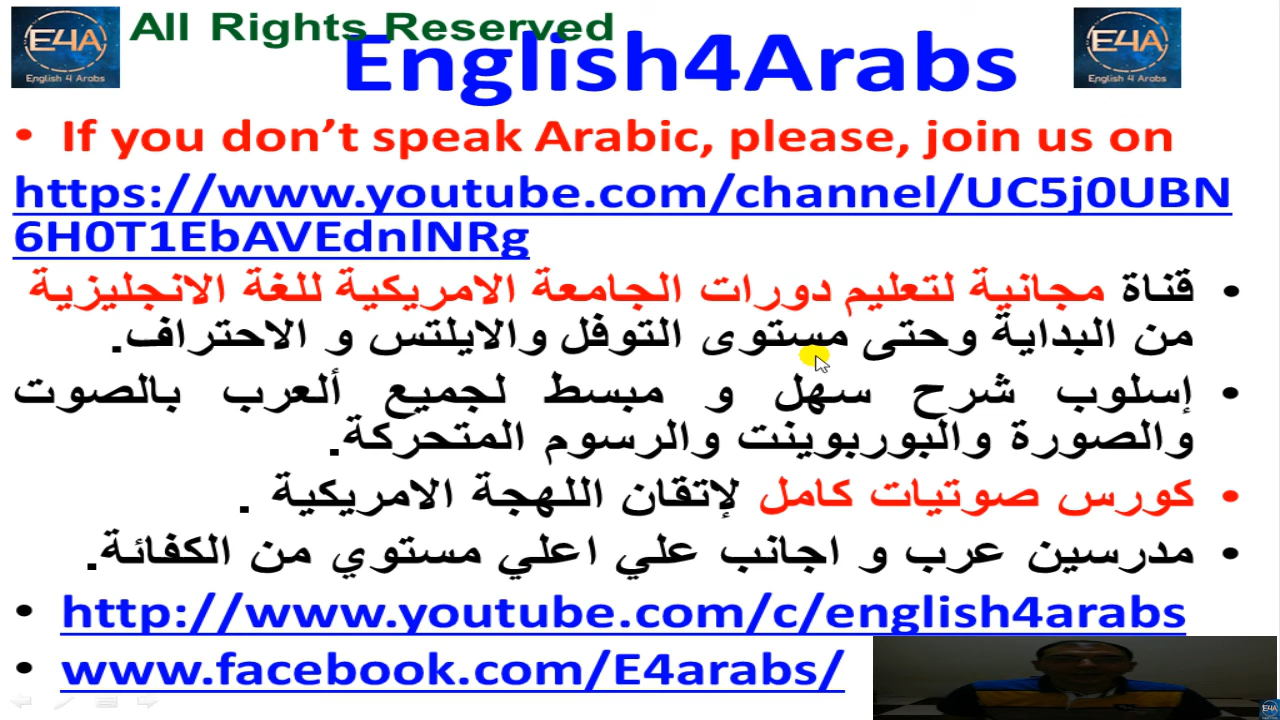 E4A
English 4 Arabs
All Rights Reserved
English4Arabs
E4A
English 4 Arabs
• If you don’t speak Arabic, please, join us on
https://www.youtube.com/channel/UC5j0UBN
6H0T1EbAVEdnlNRg
• قناة مجانية لتعليم دورات الجامعة الامريكية للغة الانجليزية
من البداية وحتى مستوى التوفل والايلتس و الاحتراف.
• إسلوب شرح سهل و مبسط لجميع ألعرب بالصوت
والصورة والبوربوينت والرسوم المتحركة.
• كورس صوتيات كامل لإتقان اللهجة الامريكية .
• مدرسين عرب و اجانب علي اعلي مستوي من الكفائة.
• http://www.youtube.com/c/english4arabs
• www.facebook.com/E4arabs/
E4A